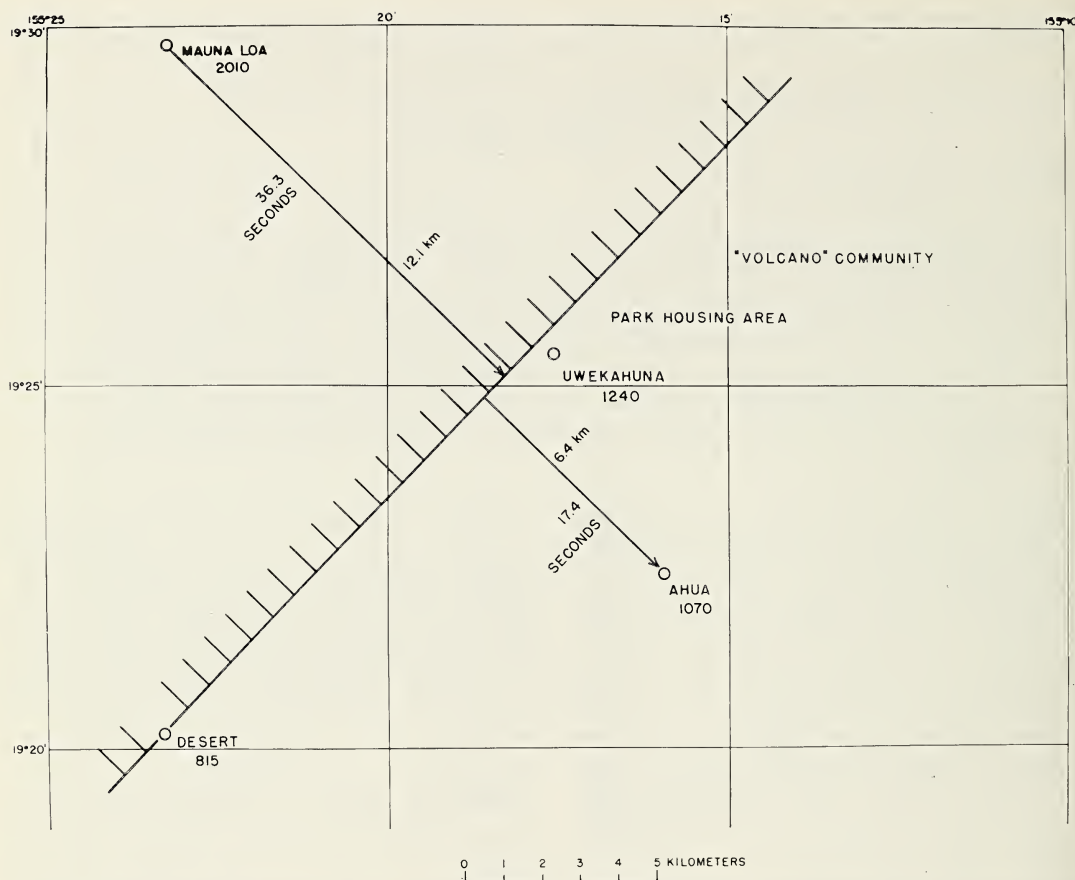 155°25
20'
15'
155°10
19°30'
MAUNA LOA
2010
36.3
SECONDS
12.1 km
"VOLCANO" COMMUNITY
PARK HOUSING AREA
UWEKAHUNA
1240
19°25'
6.4 km
17.4
SECONDS
AHUA
1070
19°20'
DESERT
815
0 1 2 3 4 5 KILOMETERS